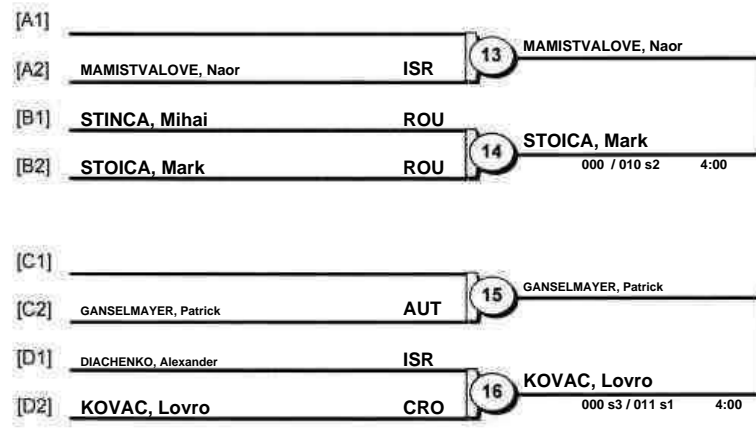 [A1]
13 MAMISTVALOVE, Naor
[A2] MAMISTVALOVE, Naor ISR
[B1] STINCA, Mihai ROU
14 STOICA, Mark
[B2] STOICA, Mark ROU
000 / 010 s2 4:00
[C1]
15 GANSELMAYER, Patrick
[C2] GANSELMAYER, Patrick AUT
[D1] DIACHENKO, Alexander ISR
16 KOVAC, Lovro
[D2] KOVAC, Lovro CRO
000 s3 / 011 s1 4:00